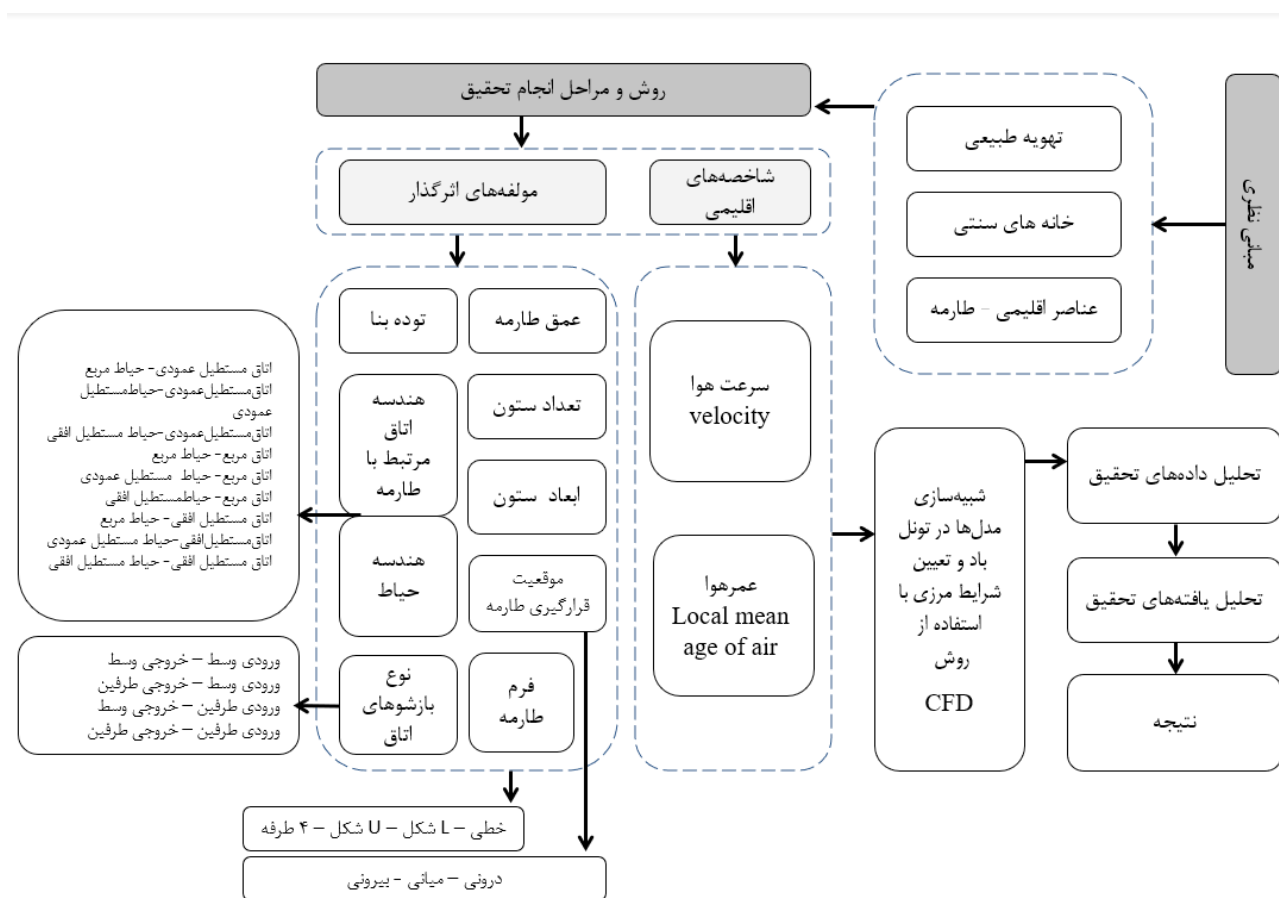 مبانی نظری
تهویه طبیعی
خانه های سنتی
عناصر اقلیمی - طارمه
روش و مراحل انجام تحقیق
شاخصه‌های
اقلیمی
مولفه‌های اثرگذار
سرعت هوا
velocity
عمرهوا
Local mean
age of air
عمق طارمه
توده بنا
تعداد ستون
هندسه
اتاق
مرتبط با
طارمه
ابعاد ستون
هندسه
حیاط
موقعیت
قرارگیری طارمه
فرم
طارمه
نوع
بازشوهای
اتاق
اتاق مستطیل عمودی- حیاط مربع
اتاق‌مستطیل‌عمودی-حیاط‌مستطیل
عمودی
اتاق‌مستطیل‌عمودی-حیاط مستطیل افقی
اتاق مربع- حیاط مربع
اتاق مربع- حیاط مستطیل عمودی
اتاق مربع- حیاط‌مستطیل افقی
اتاق مستطیل افقی- حیاط مربع
اتاق‌مستطیل‌افقی-حیاط مستطیل عمودی
اتاق مستطیل افقی- حیاط مستطیل افقی
ورودی وسط – خروجی وسط
ورودی وسط – خروجی طرفین
ورودی طرفین – خروجی وسط
ورودی طرفین – خروجی طرفین
خطی – L شکل – U شکل – ۴ طرفه
درونی – میانی - بیرونی
شبیه‌سازی
مدل‌ها در تونل
باد و تعیین
شرایط مرزی با
استفاده از
روش
CFD
تحلیل داده‌های تحقیق
تحلیل یافته‌های تحقیق
نتیجه